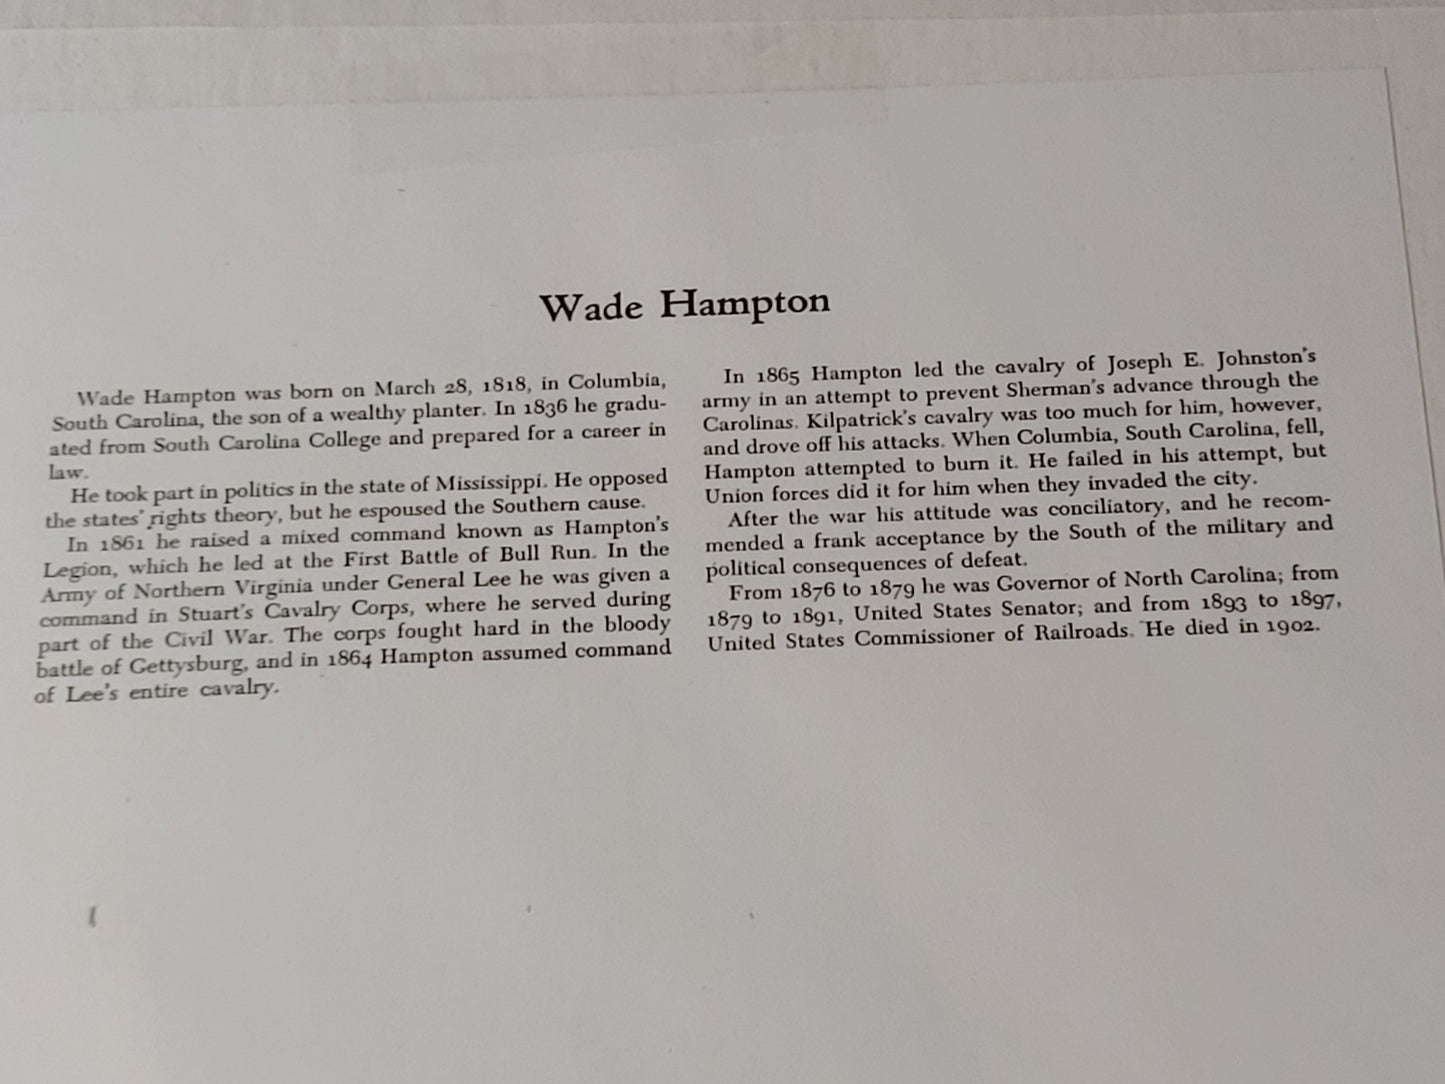 Wade Hampton
Wade Hampton was born on March 28, 1818, in Columbia,
South Carolina, the son of a wealthy planter. In 1836 he gradu-
ated from South Carolina College and prepared for a career in
law.
He took part in politics in the state of Mississippi. He opposed
the states' rights theory, but he espoused the Southern cause.
In 1861 he raised a mixed command known as Hampton's
Legion, which he led at the First Battle of Bull Run. In the
Army of Northern Virginia under General Lee he was given a
command in Stuart's Cavalry Corps, where he served during
part of the Civil War. The corps fought hard in the bloody
battle of Gettysburg, and in 1864 Hampton assumed command
of Lee's entire cavalry.
In 1865 Hampton led the cavalry of Joseph E. Johnston's
army in an attempt to prevent Sherman's advance through the
Carolinas. Kilpatrick's cavalry was too much for him, however,
and drove off his attacks. When Columbia, South Carolina, fell,
Hampton attempted to burn it. He failed in his attempt, but
Union forces did it for him when they invaded the city.
After the war his attitude was conciliatory, and he recom-
mended a frank acceptance by the South of the military and
political consequences of defeat.
From 1876 to 1879 he was Governor of North Carolina; from
1879 to 1891, United States Senator; and from 1893 to 1897,
United States Commissioner of Railroads. He died in 1902.